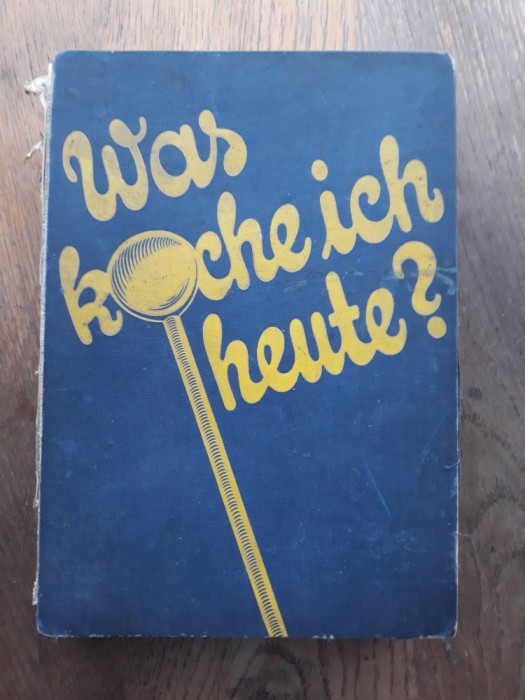 Was
koche ich
heute?